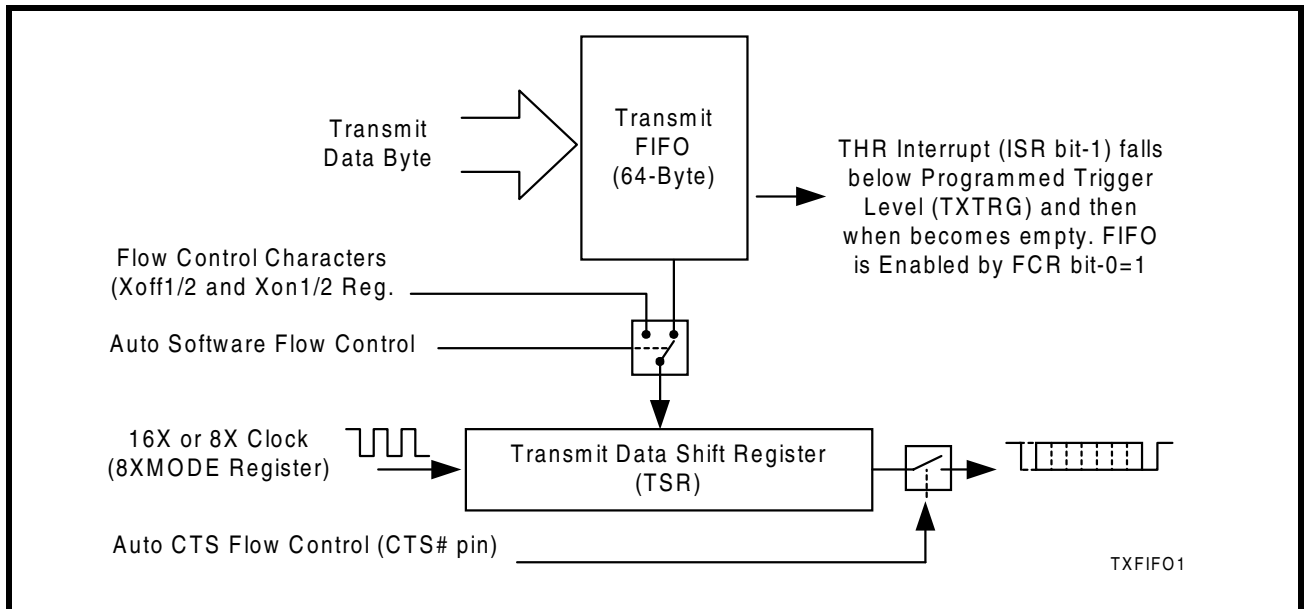 Transmit
Data Byte
Transmit
FIFO
(64-Byte)
THR Interrupt (ISR bit-1) falls
below Programmed Trigger
Level (TXTRG) and then
when becomes empty. FIFO
is Enabled by FCR bit-0=1
Flow Control Characters
(Xoff1/2 and Xon1/2 Reg.
Auto Software Flow Control
16X or 8X Clock
(8XMODE Register)
Transmit Data Shift Register
(TSR)
Auto CTS Flow Control (CTS# pin)
TXFIFO1